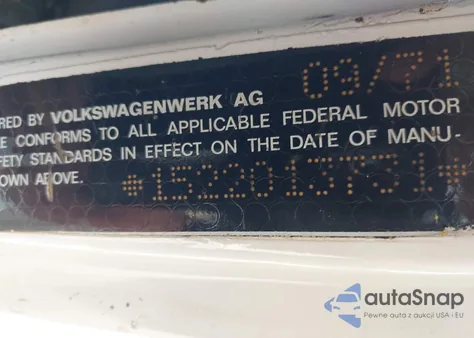 09/71
RED BY VOLKSWAGENWERK AG
E CONFORMS TO ALL APPLICABLE FEDERAL MOTOR
FETY STANDARDS IN EFFECT ON THE DATE OF MANU-
OWN ABOVE. *1522013751*
autaSnap
Pewne auta z aukcji USA i EU